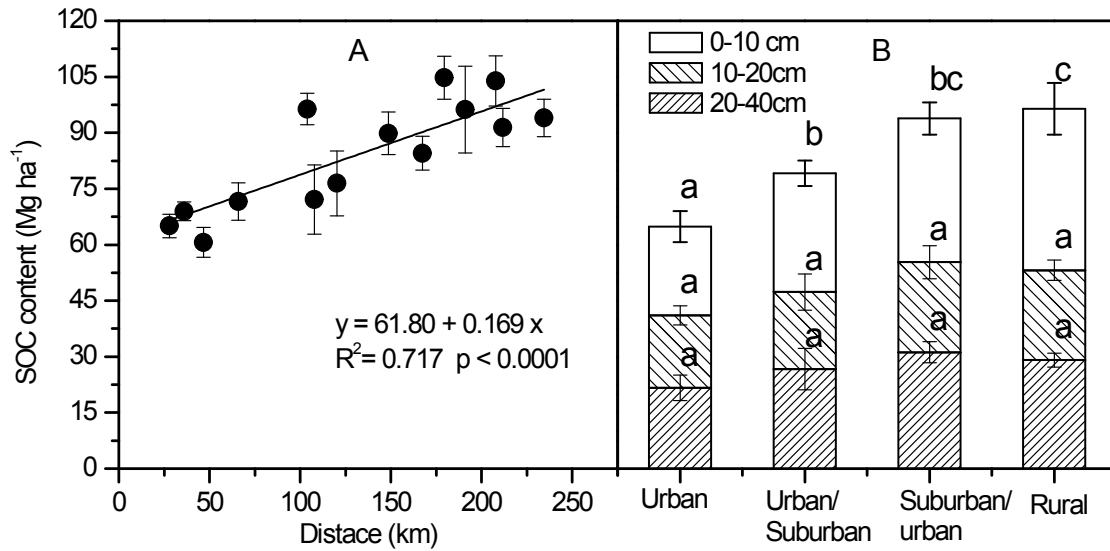 A
SOC content (Mg ha⁻¹)
120
105
90
75
60
45
30
15
0
y = 61.80 + 0.169 x
R²= 0.717 p < 0.0001
0 50 100 150 200 250
Distace (km)
B
0-10 cm
10-20cm
20-40cm
a b bc c
a a a a
a a a a
Urban
Urban/
Suburban
Suburban/
urban
Rural